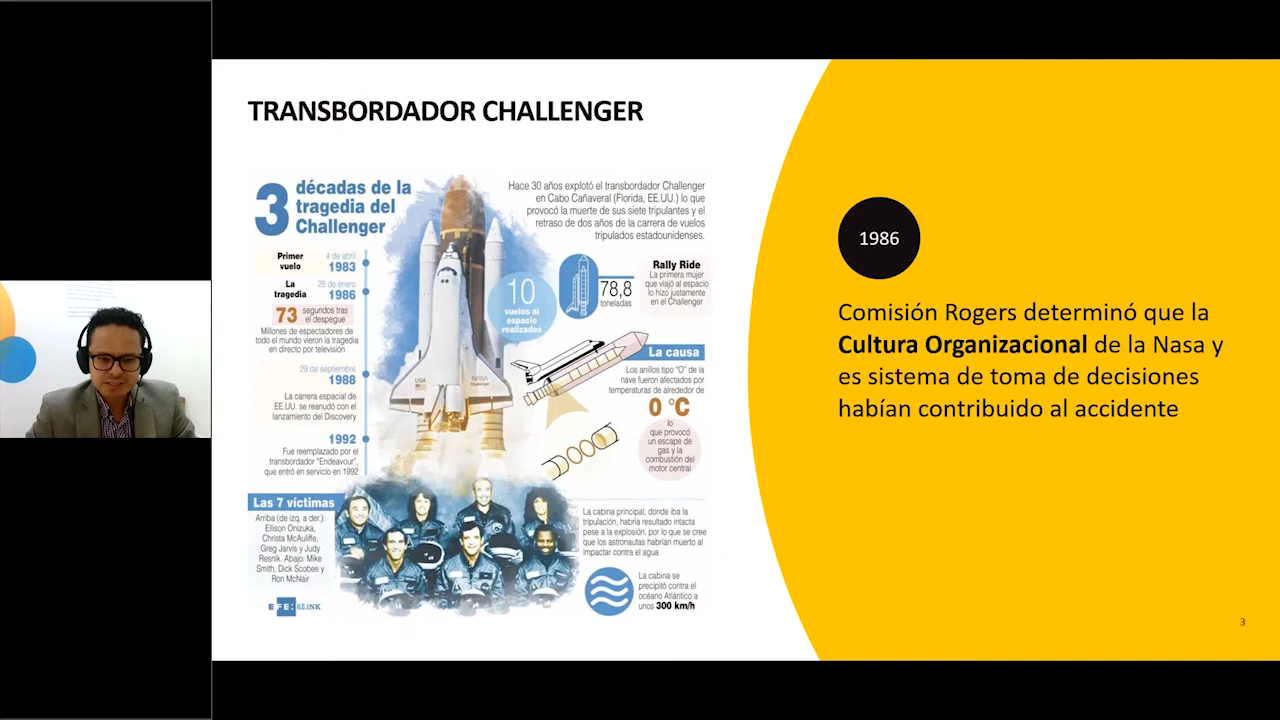 TRANSBORDADOR CHALLENGER
3
décadas de la
tragedia del
Challenger
Hace 30 años explotó el transbordador Challenger
en Cabo Cañaveral (Florida, EE.UU.) lo que
provocó la muerte de sus siete tripulantes y el
retraso de dos años de la carrera de vuelos
tripulados estadounidenses.
Primer
vuelo
4 de abril
1983
La
tragedia
28 de enero
1986
73 segundos tras
el despegue
Millones de espectadores de
todo el mundo vieron la tragedia
en directo por televisión
29 de septiembre
1988
La carrera espacial de
EE.UU. se reanudó con el
lanzamiento del Discovery
1992
Fue reemplazado por el
transbordador "Endeavour",
que entró en servicio en 1992
10
vuelos al
espacio
realizados
78,8
toneladas
Rally Ride
La primera mujer
que viajó al espacio
lo hizo justamente
en el Challenger
La causa
Los anillos tipo "O" de la
nave fueron afectados por
temperaturas de alrededor de
0 °C
lo
que provocó
un escape de
gas y la
combustión del
motor central
USA
Las 7 víctimas
Arriba (de izq. a der.):
Ellison Onizuka,
Christa McAuliffe,
Greg Jarvis y Judy
Resnik. Abajo: Mike
Smith, Dick Scobee y
Ron McNair
La cabina principal, donde iba la
tripulación, habría resultado intacta
pese a la explosión, por lo que se cree
que los astronautas habrían muerto al
impactar contra el agua
La cabina se
precipitó contra el
océano Atlántico a
unos 300 km/h
EFE:
1986
Comisión Rogers determinó que la
Cultura Organizacional de la Nasa y
es sistema de toma de decisiones
habían contribuido al accidente
3